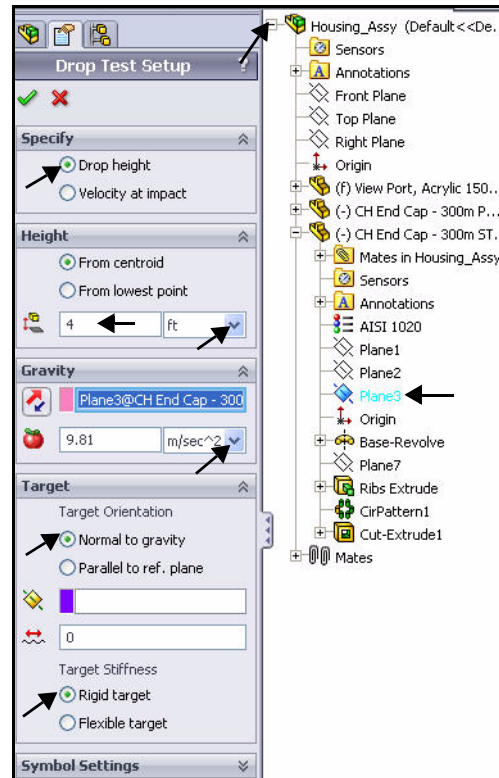 Drop Test Setup
?
Specify
Drop height
Velocity at impact
Height
From centroid
From lowest point
4 ft
Gravity
Plane3@CH End Cap - 300
9.81 m/sec^2
Target
Target Orientation
Normal to gravity
Parallel to ref. plane
0
Target Stiffness
Rigid target
Flexible target
Symbol Settings
Housing_Assy (Default<<De.
Sensors
Annotations
Front Plane
Top Plane
Right Plane
Origin
(f) View Port, Acrylic 150..
(-) CH End Cap - 300m P...
(-) CH End Cap - 300m ST.
Mates in Housing_Assy
Sensors
Annotations
AISI 1020
Plane1
Plane2
Plane3
Origin
Base-Revolve
Plane7
Ribs Extrude
CirPattern1
Cut-Extrude1
Mates